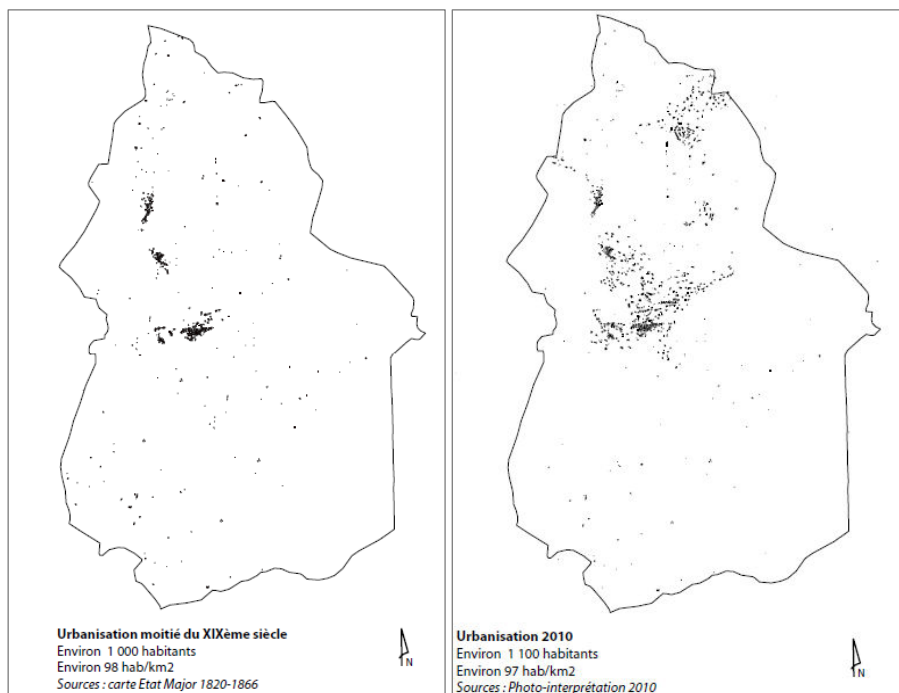 Urbanisation moitié du XIXème siècle
Environ 1 000 habitants
Environ 98 hab/km2
Sources : carte Etat Major 1820-1866
N
Urbanisation 2010
Environ 1 100 habitants
Environ 97 hab/km2
Sources : Photo-interprétation 2010
N